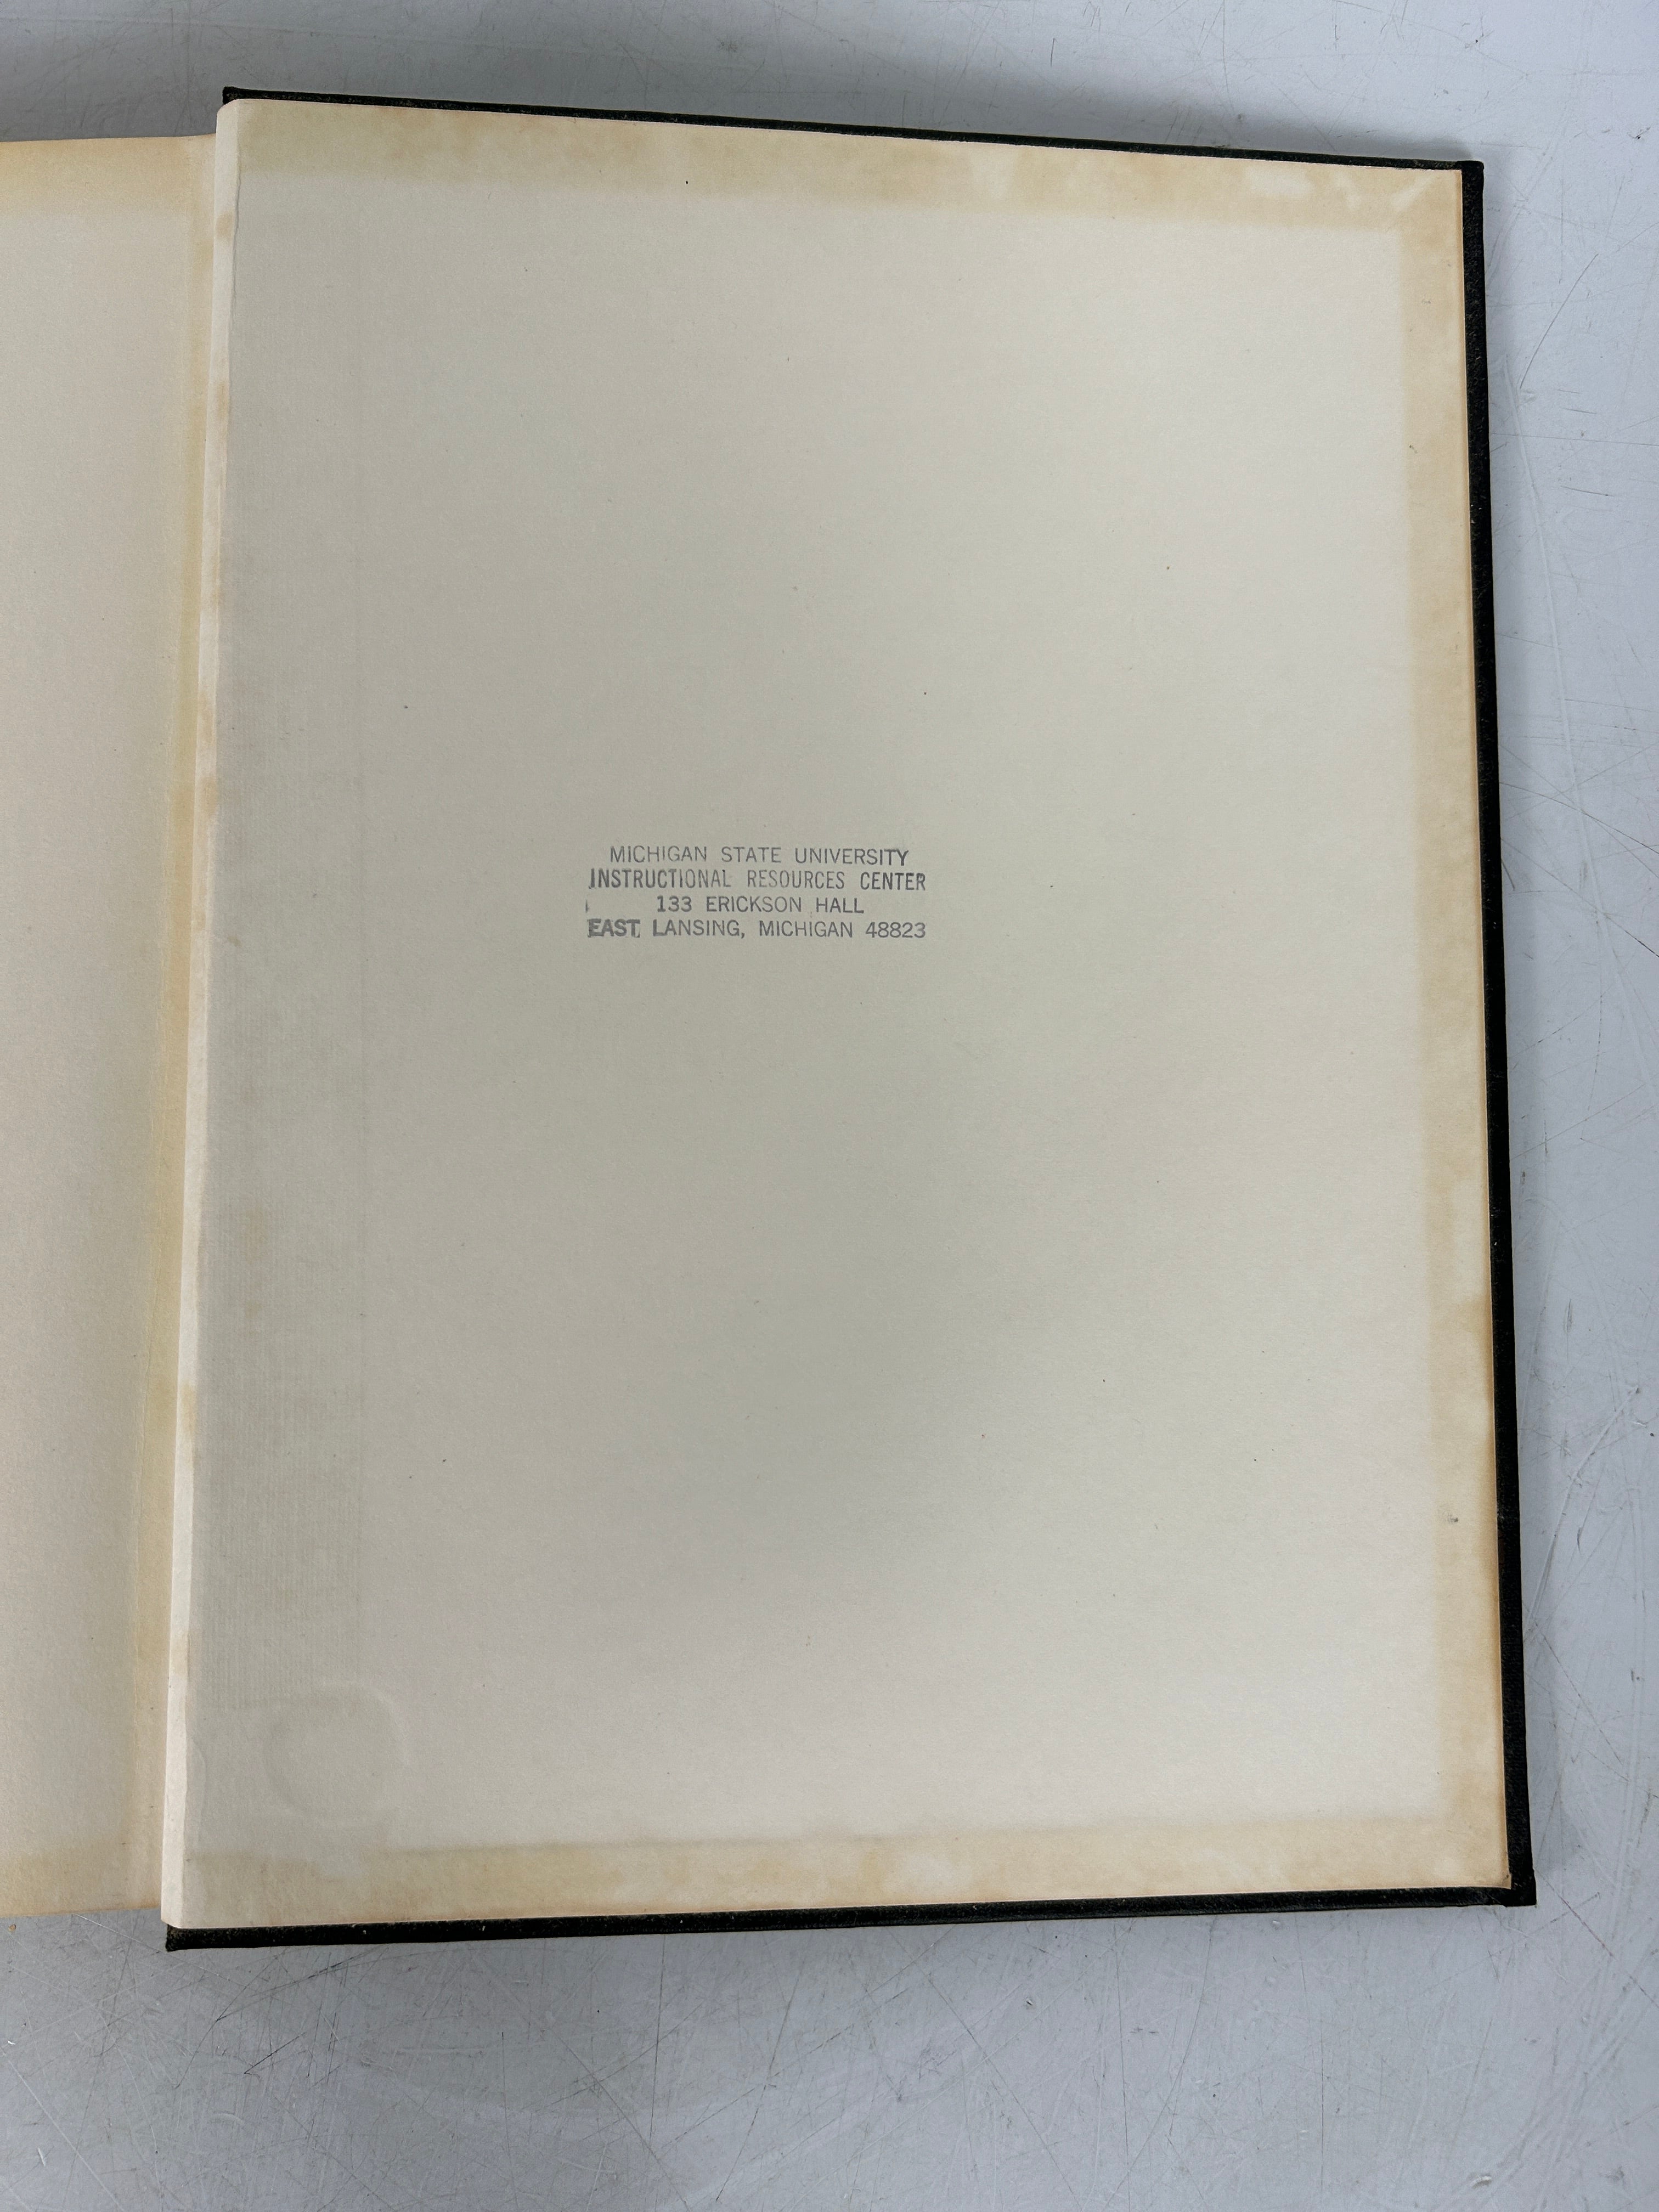 MICHIGAN STATE UNIVERSITY
INSTRUCTIONAL RESOURCES CENTER
133 ERICKSON HALL
EAST LANSING, MICHIGAN 48823